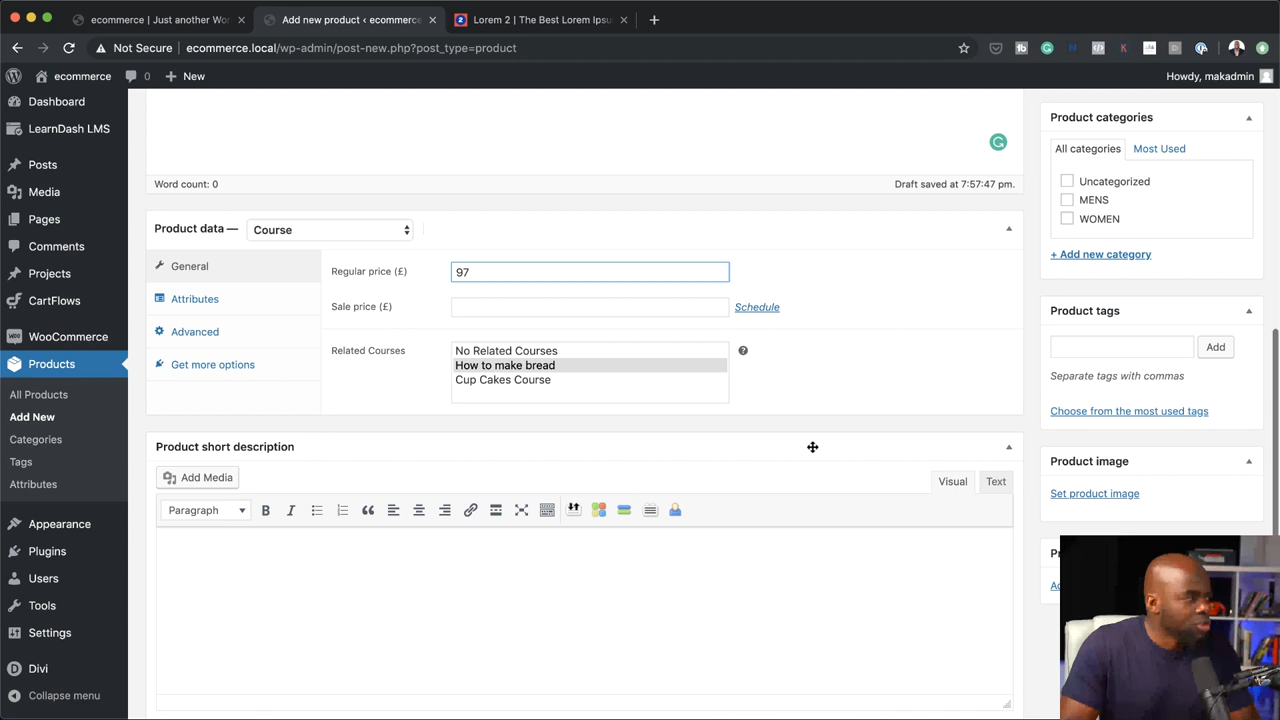 ecommerce | Just another Wor
Add new product ‹ ecommerce
Lorem 2 | The Best Lorem Ipsu
Not Secure
ecommerce.local/wp-admin/post-new.php?post_type=product
ecommerce
0
New
Howdy, makadmin
Dashboard
LearnDash LMS
Posts
Media
Pages
Comments
Projects
CartFlows
WooCommerce
Products
All Products
Add New
Categories
Tags
Attributes
Appearance
Plugins
Users
Tools
Settings
Divi
Collapse menu
Word count: 0
Draft saved at 7:57:47 pm.
Product data —
Course
General
Attributes
Advanced
Get more options
Regular price (£)
97
Sale price (£)
Schedule
Related Courses
No Related Courses
How to make bread
Cup Cakes Course
Product short description
Add Media
Visual
Text
Paragraph
Product categories
All categories
Most Used
Uncategorized
MENS
WOMEN
+ Add new category
Product tags
Add
Separate tags with commas
Choose from the most used tags
Product image
Set product image